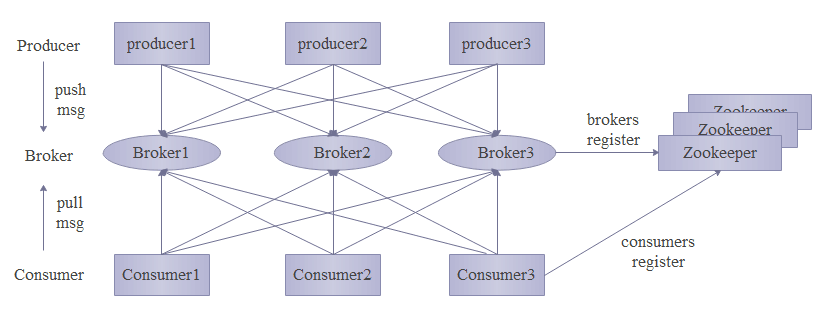 Producer
producer1
producer2
producer3
push
msg
Zookeeper
Zookeeper
Zookeeper
brokers
register
Broker
Broker1
Broker2
Broker3
pull
msg
consumers
register
Consumer
Consumer1
Consumer2
Consumer3